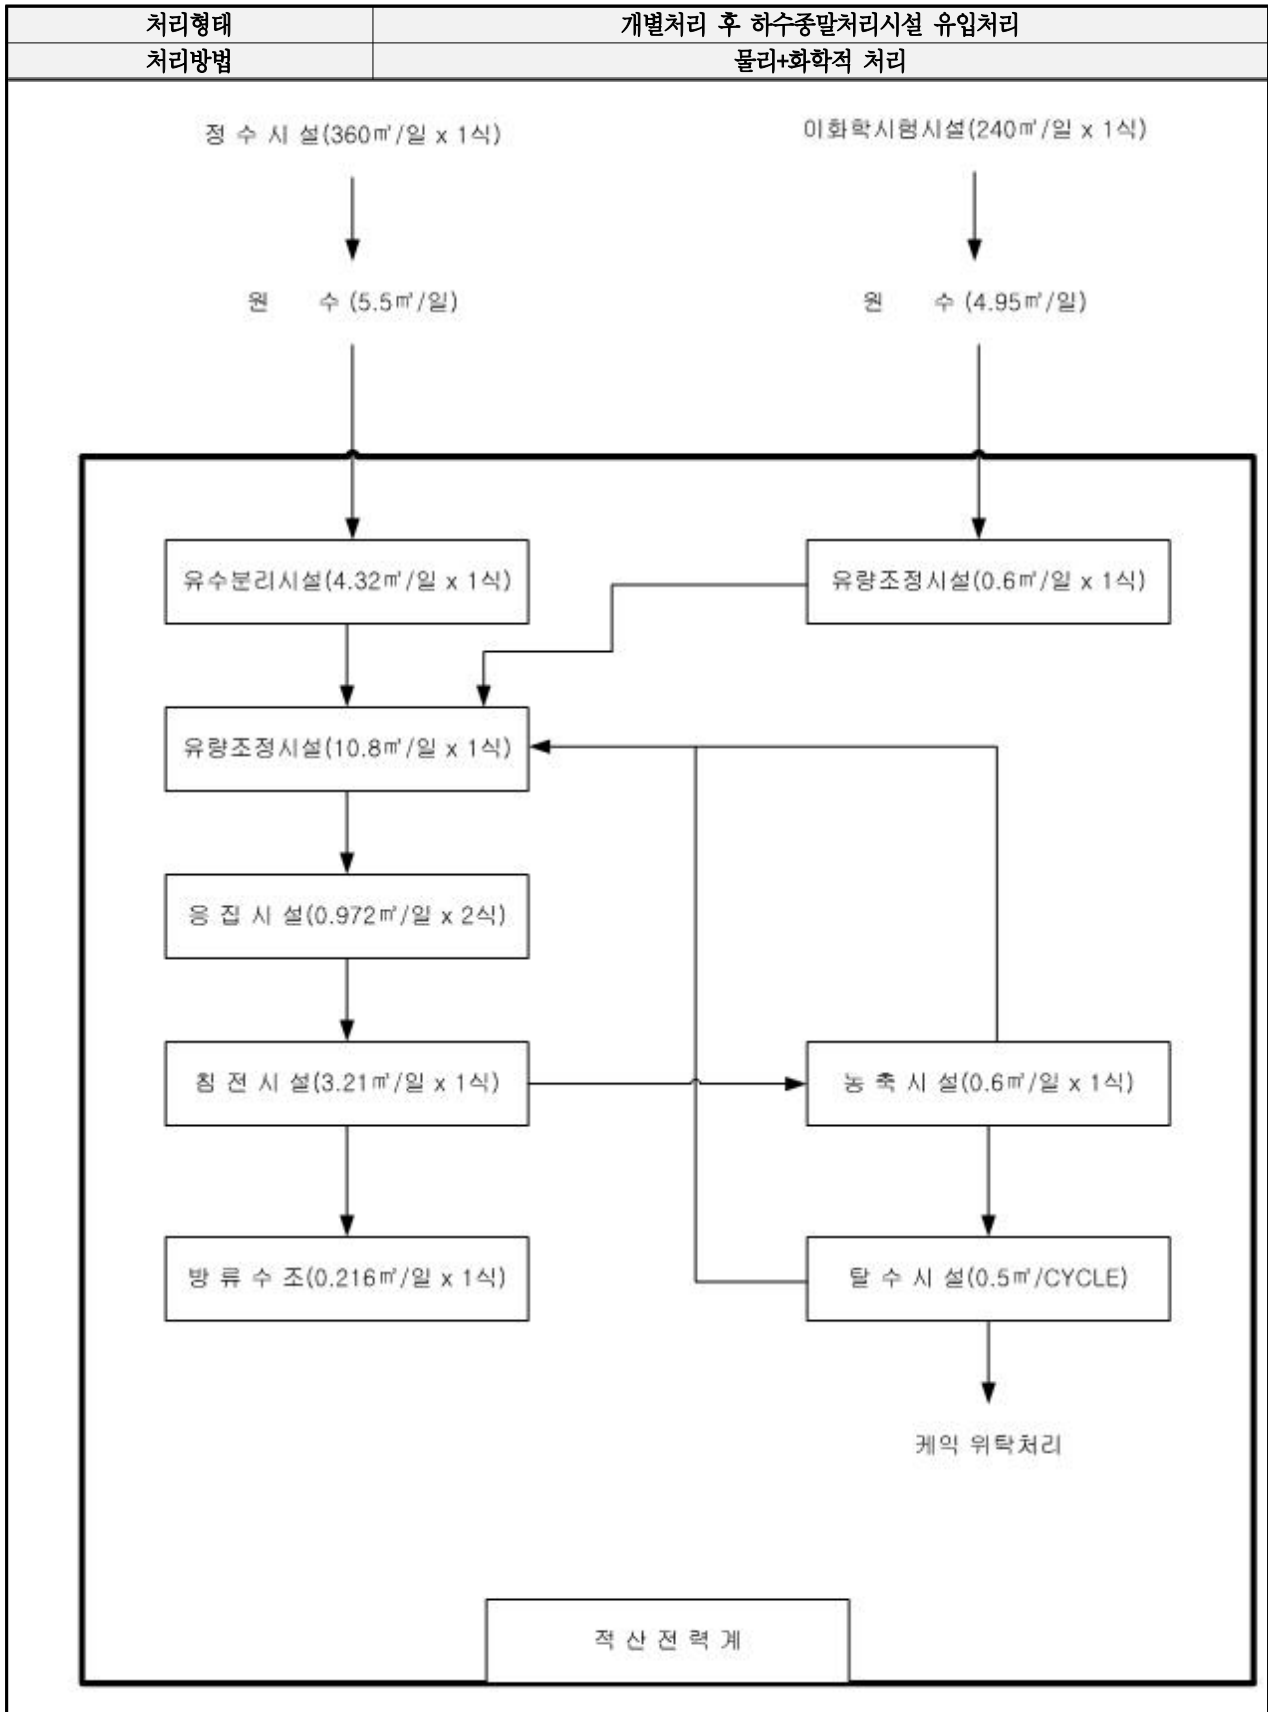 처리형태 개별처리 후 하수종말처리시설 유입처리
처리방법 물리+화학적 처리
정 수 시 설(360㎥/일 x 1식) 이화학시험시설(240㎥/일 x 1식)
원 수 (5.5㎥/일) 원 수 (4.95㎥/일)
유수분리시설(4.32㎥/일 x 1식) 유량조정시설(0.6㎥/일 x 1식)
유량조정시설(10.8㎥/일 x 1식)
응 집 시 설(0.972㎥/일 x 2식)
침 전 시 설(3.21㎥/일 x 1식) 농 축 시 설(0.6㎥/일 x 1식)
방 류 수 조(0.216㎥/일 x 1식) 탈 수 시 설(0.5㎥/CYCLE)
케익 위탁처리
적 산 전 력 계